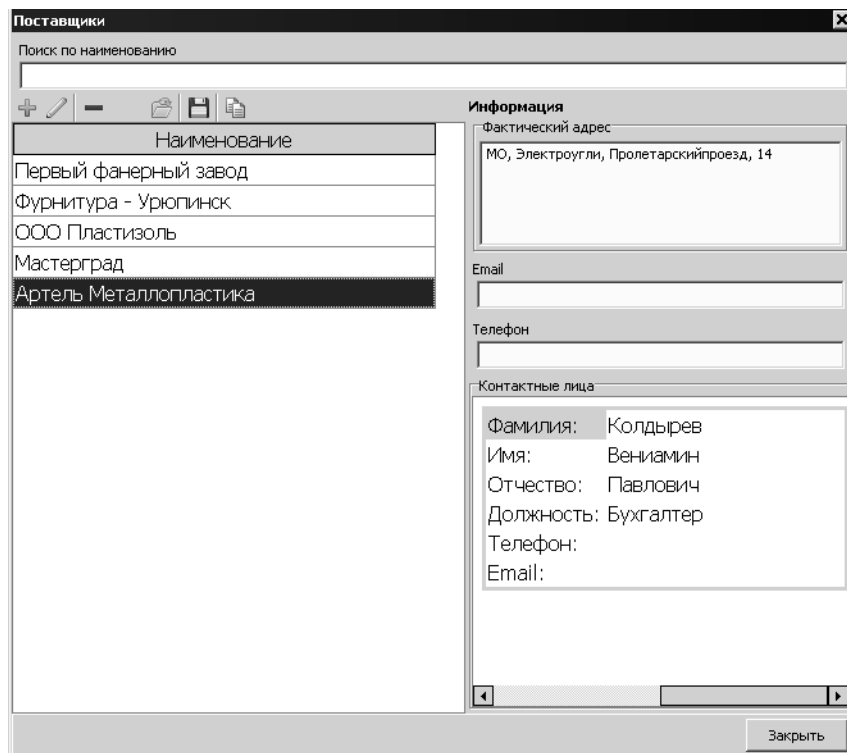 Поставщики
Поиск по наименованию
Наименование
Первый фанерный завод
Фурнитура - Урюпинск
ООО Пластизоль
Мастерград
Артель Металлопластика
Информация
Фактический адрес
МО, Электроугли, Пролетарскийпроезд, 14
Email
Телефон
Контактные лица
Фамилия: Колдырев
Имя: Вениамин
Отчество: Павлович
Должность: Бухгалтер
Телефон:
Email:
Закрыть